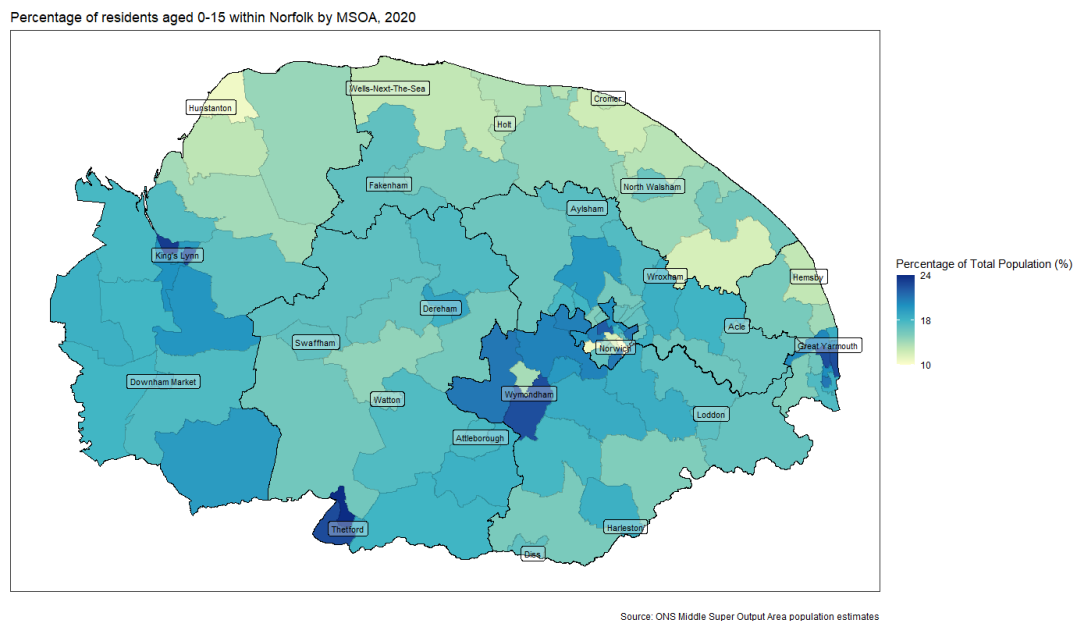 Percentage of residents aged 0-15 within Norfolk by MSOA, 2020
Wells-Next-The-Sea
Hunstanton
Cromer
Holt
Fakenham
North Walsham
Aylsham
King's Lynn
Percentage of Total Population (%)
Wroxham
Hemsby
24
Dereham
18
Acle
Swaffham
Norwich
Great Yarmouth
10
Downham Market
Wymondham
Watton
Loddon
Attleborough
Thetford
Harleston
Diss
Source: ONS Middle Super Output Area population estimates